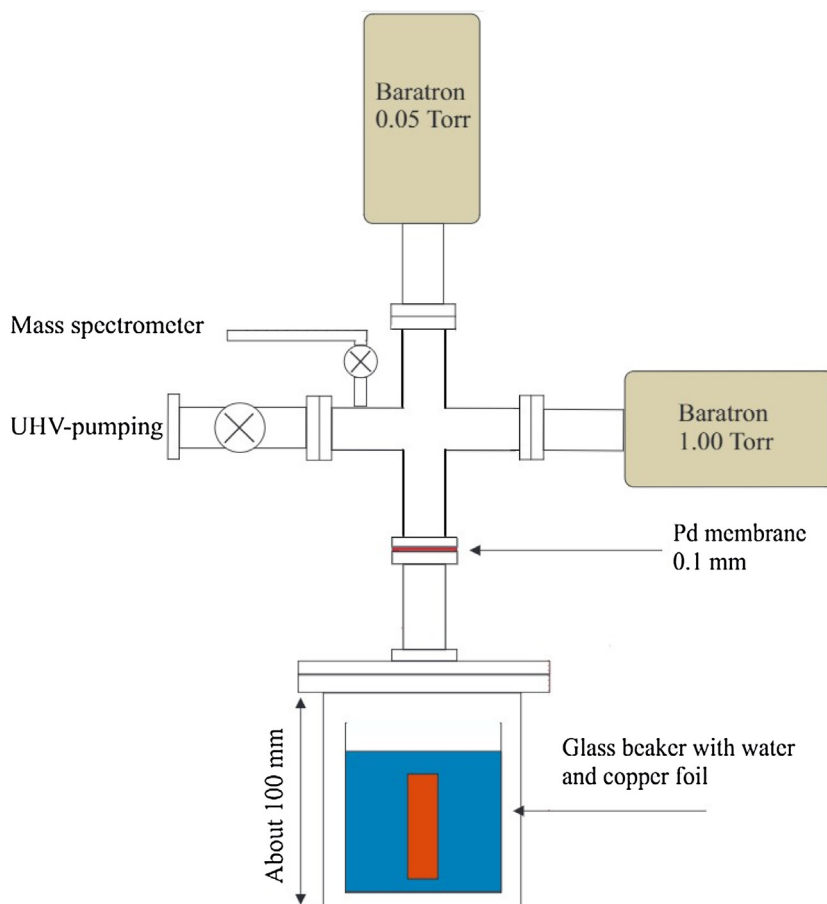 Baratron
0.05 Torr
Mass spectrometer
UHV-pumping
Baratron
1.00 Torr
Pd membrane
0.1 mm
Glass beaker with water
and copper foil
About 100 mm